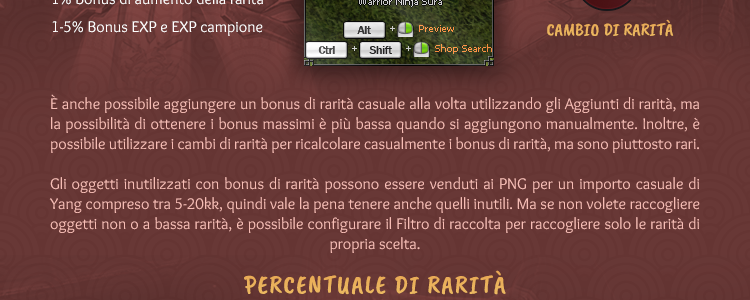 1% Bonus di aumento della rarità
1-5% Bonus EXP e EXP campione
Warrior Ninja Sura
Alt + Preview
Ctrl + Shift + Shop Search
CAMBIO DI RARITÀ
È anche possibile aggiungere un bonus di rarità casuale alla volta utilizzando gli Aggiunti di rarità, ma
la possibilità di ottenere i bonus massimi è più bassa quando si aggiungono manualmente. Inoltre, è
possibile utilizzare i cambi di rarità per ricalcolare casualmente i bonus di rarità, ma sono piuttosto rari.
Gli oggetti inutilizzati con bonus di rarità possono essere venduti ai PNG per un importo casuale di
Yang compreso tra 5-20kk, quindi vale la pena tenere anche quelli inutili. Ma se non volete raccogliere
oggetti non o a bassa rarità, è possibile configurare il Filtro di raccolta per raccogliere solo le rarità di
propria scelta.
PERCENTUALE DI RARITÀ